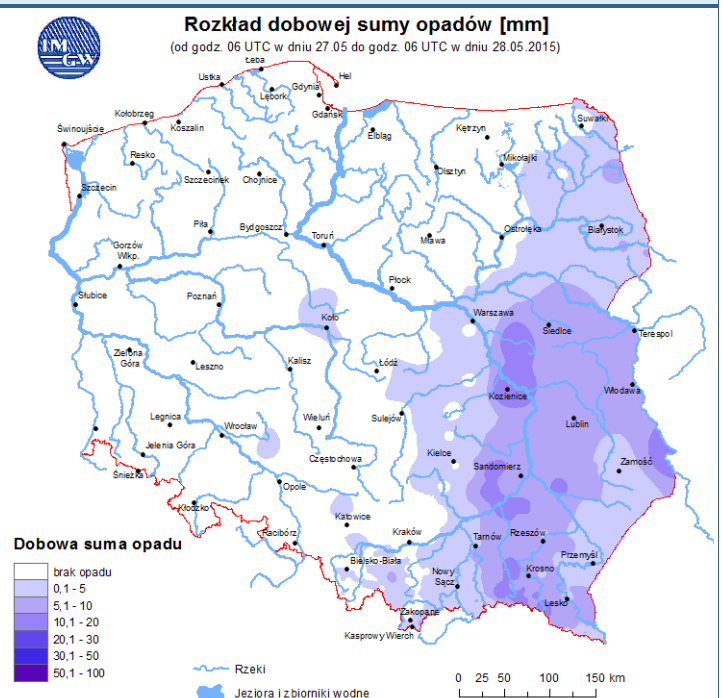 Rozkład dobowej sumy opadów [mm]
(od godz. 06 UTC w dniu 27.05 do godz. 06 UTC w dniu 28.05.2015)
IM
GW
Łeba
Ustka
Hel
Lębork
Gdynia
Gdańsk
Kołobrzeg
Koszalin
Świnoujście
Elbląg
Kętrzyn
Suwałki
Resko
Szczecinek
Chojnice
Olsztyn
Mikołajki
Szczecin
Piła
Bydgoszcz
Toruń
Mława
Ostrołęka
Białystok
Gorzów
Wlkp.
Płock
Słubice
Poznań
Koło
Warszawa
Siedlce
Terespol
Zielona
Góra
Leszno
Kalisz
Łódź
Kozienice
Włodawa
Legnica
Wrocław
Wieluń
Sulejów
Lublin
Jelenia Góra
Śnieżka
Częstochowa
Kielce
Sandomierz
Zamość
Opole
Kłodzko
Katowice
Racibórz
Kraków
Tarnów
Rzeszów
Przemyśl
Bielsko-Biała
Nowy
Sącz
Krosno
Lesko
Zakopane
Kasprowy Wierch
Dobowa suma opadu
brak opadu
0,1 - 5
5,1 - 10
10,1 - 20
20,1 - 30
30,1 - 50
50,1 - 100
Rzeki
Jeziora i zbiorniki wodne
0 25 50 100 150 km